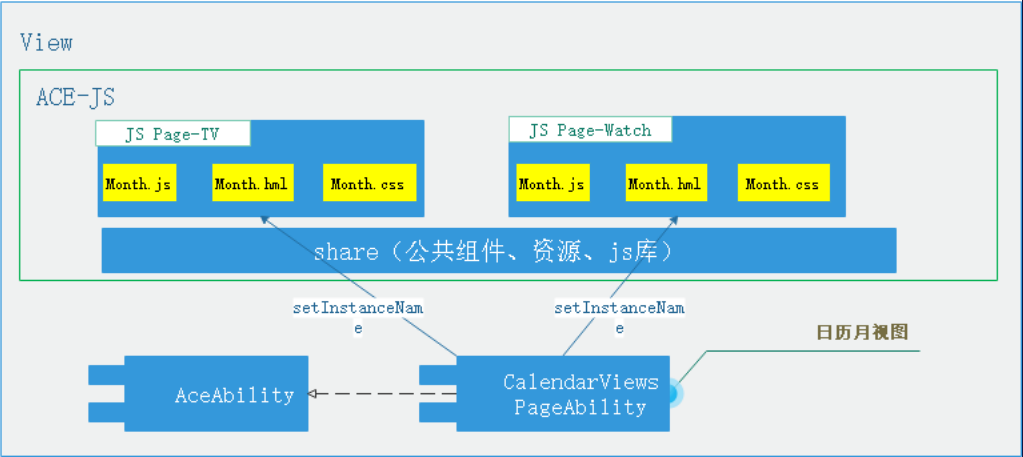 View
ACE-JS
JS Page-TV
JS Page-Watch
Month.js
Month.hml
Month.css
Month.js
Month.hml
Month.css
share（公共组件、资源、js库）
setInstanceNam
e
setInstanceNam
e
日历月视图
AceAbility
CalendarViews
PageAbility